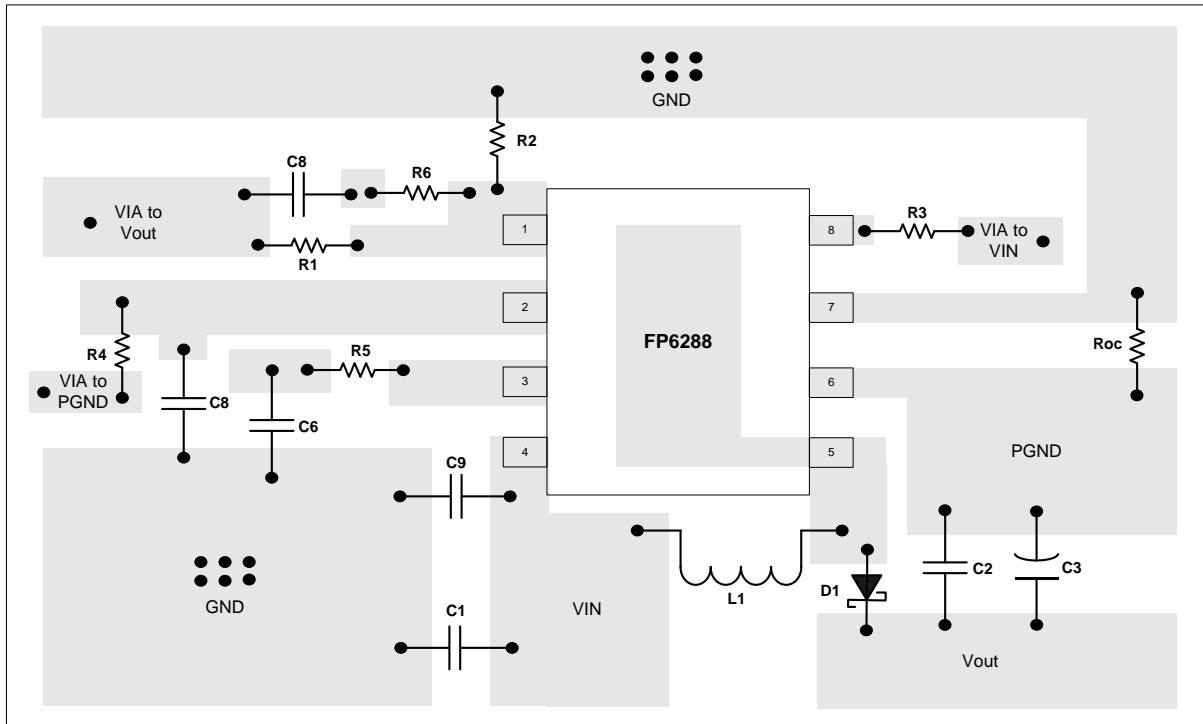 GND
R2
C8
R6
VIA to
Vout
R1
1
8
R3
VIA to
VIN
2
7
R4
R5
FP6288
Roc
VIA to
PGND
3
6
C8
C6
4
5
C9
PGND
GND
C1
VIN
L1
D1
C2
C3
Vout